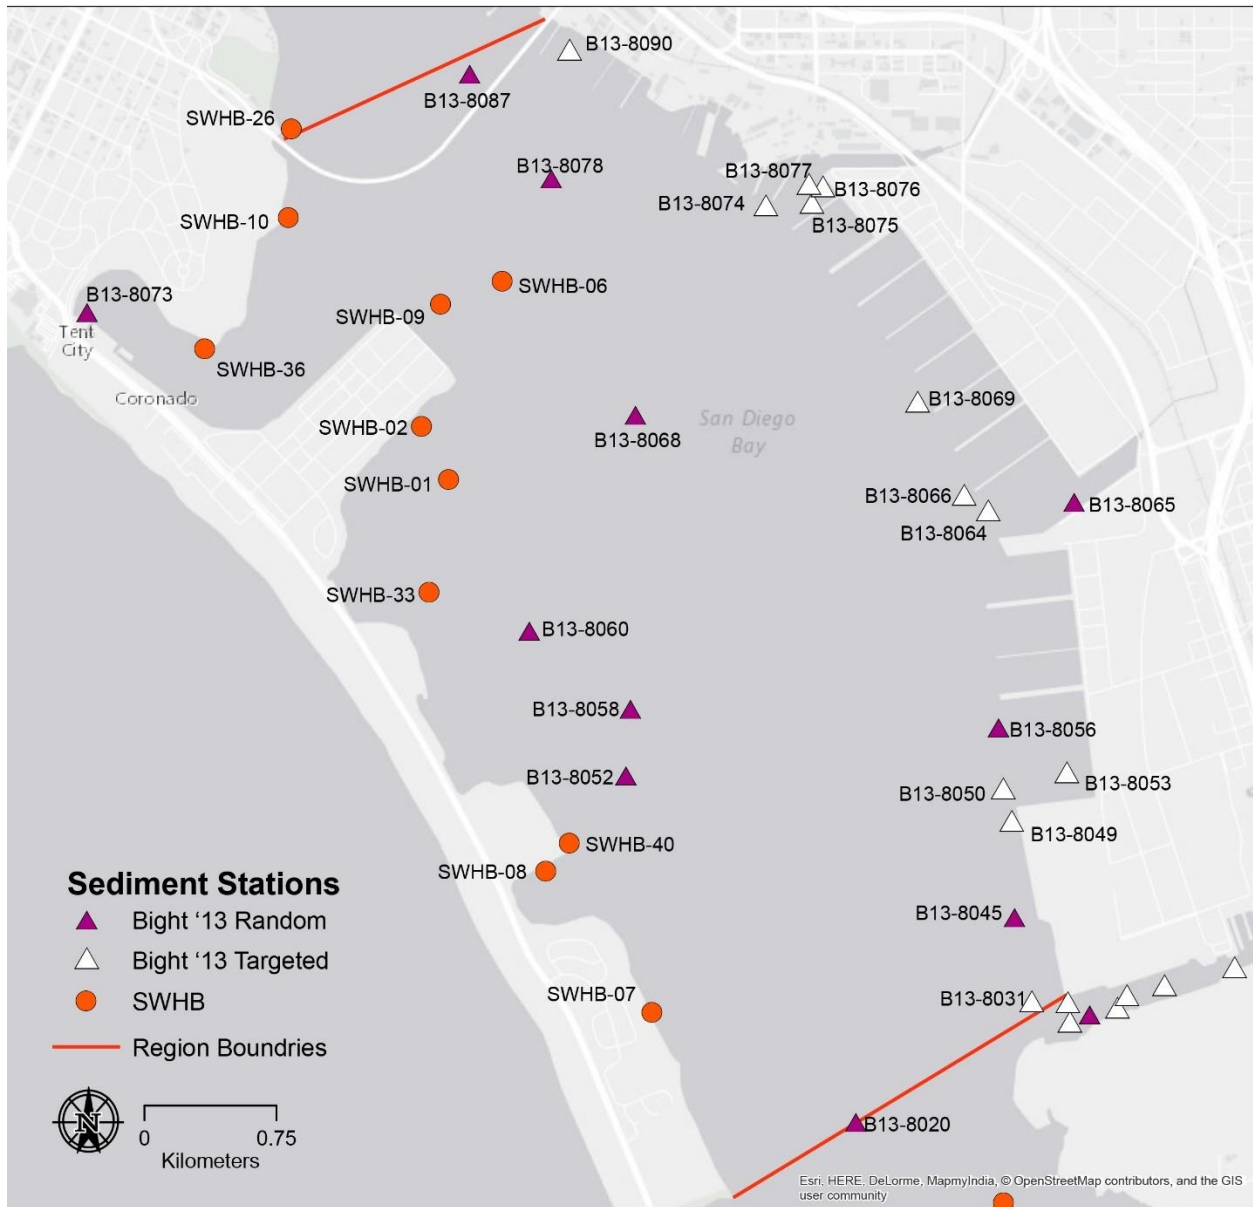 B13-8090
B13-8087
SWHB-26
B13-8078
B13-8077
B13-8076
B13-8074
B13-8075
SWHB-10
B13-8073
SWHB-06
SWHB-09
Tent
City
SWHB-36
Coronado
B13-8069
SWHB-02
B13-8068
San Diego
Bay
SWHB-01
B13-8066
B13-8065
B13-8064
SWHB-33
B13-8060
B13-8058
B13-8056
B13-8052
B13-8053
B13-8050
B13-8049
SWHB-40
SWHB-08
B13-8045
SWHB-07
B13-8031
B13-8020
Sediment Stations
Bight ‘13 Random
Bight ‘13 Targeted
SWHB
Region Boundries
N
0 0.75
Kilometers
Esri, HERE, DeLorme, MapmyIndia, © OpenStreetMap contributors, and the GIS
user community